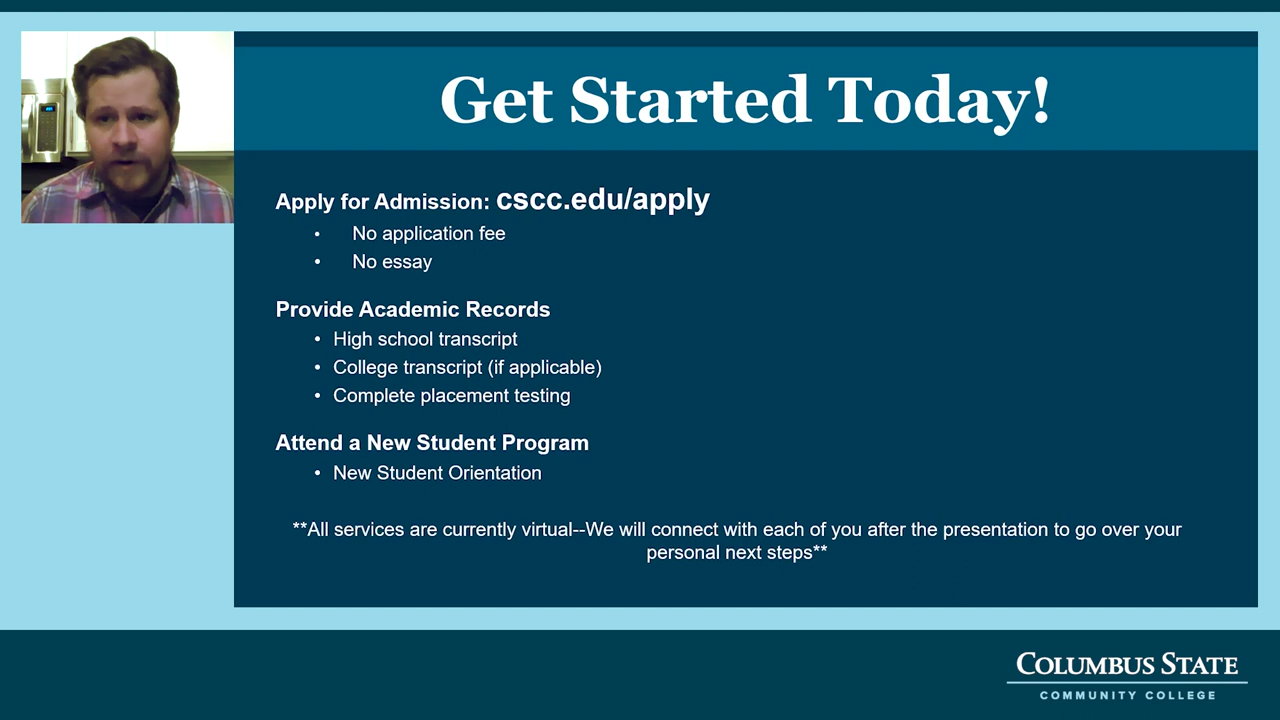 Get Started Today!
Apply for Admission: cscc.edu/apply
• No application fee
• No essay
Provide Academic Records
• High school transcript
• College transcript (if applicable)
• Complete placement testing
Attend a New Student Program
• New Student Orientation
**All services are currently virtual--We will connect with each of you after the presentation to go over your
personal next steps**
COLUMBUS STATE
COMMUNITY COLLEGE